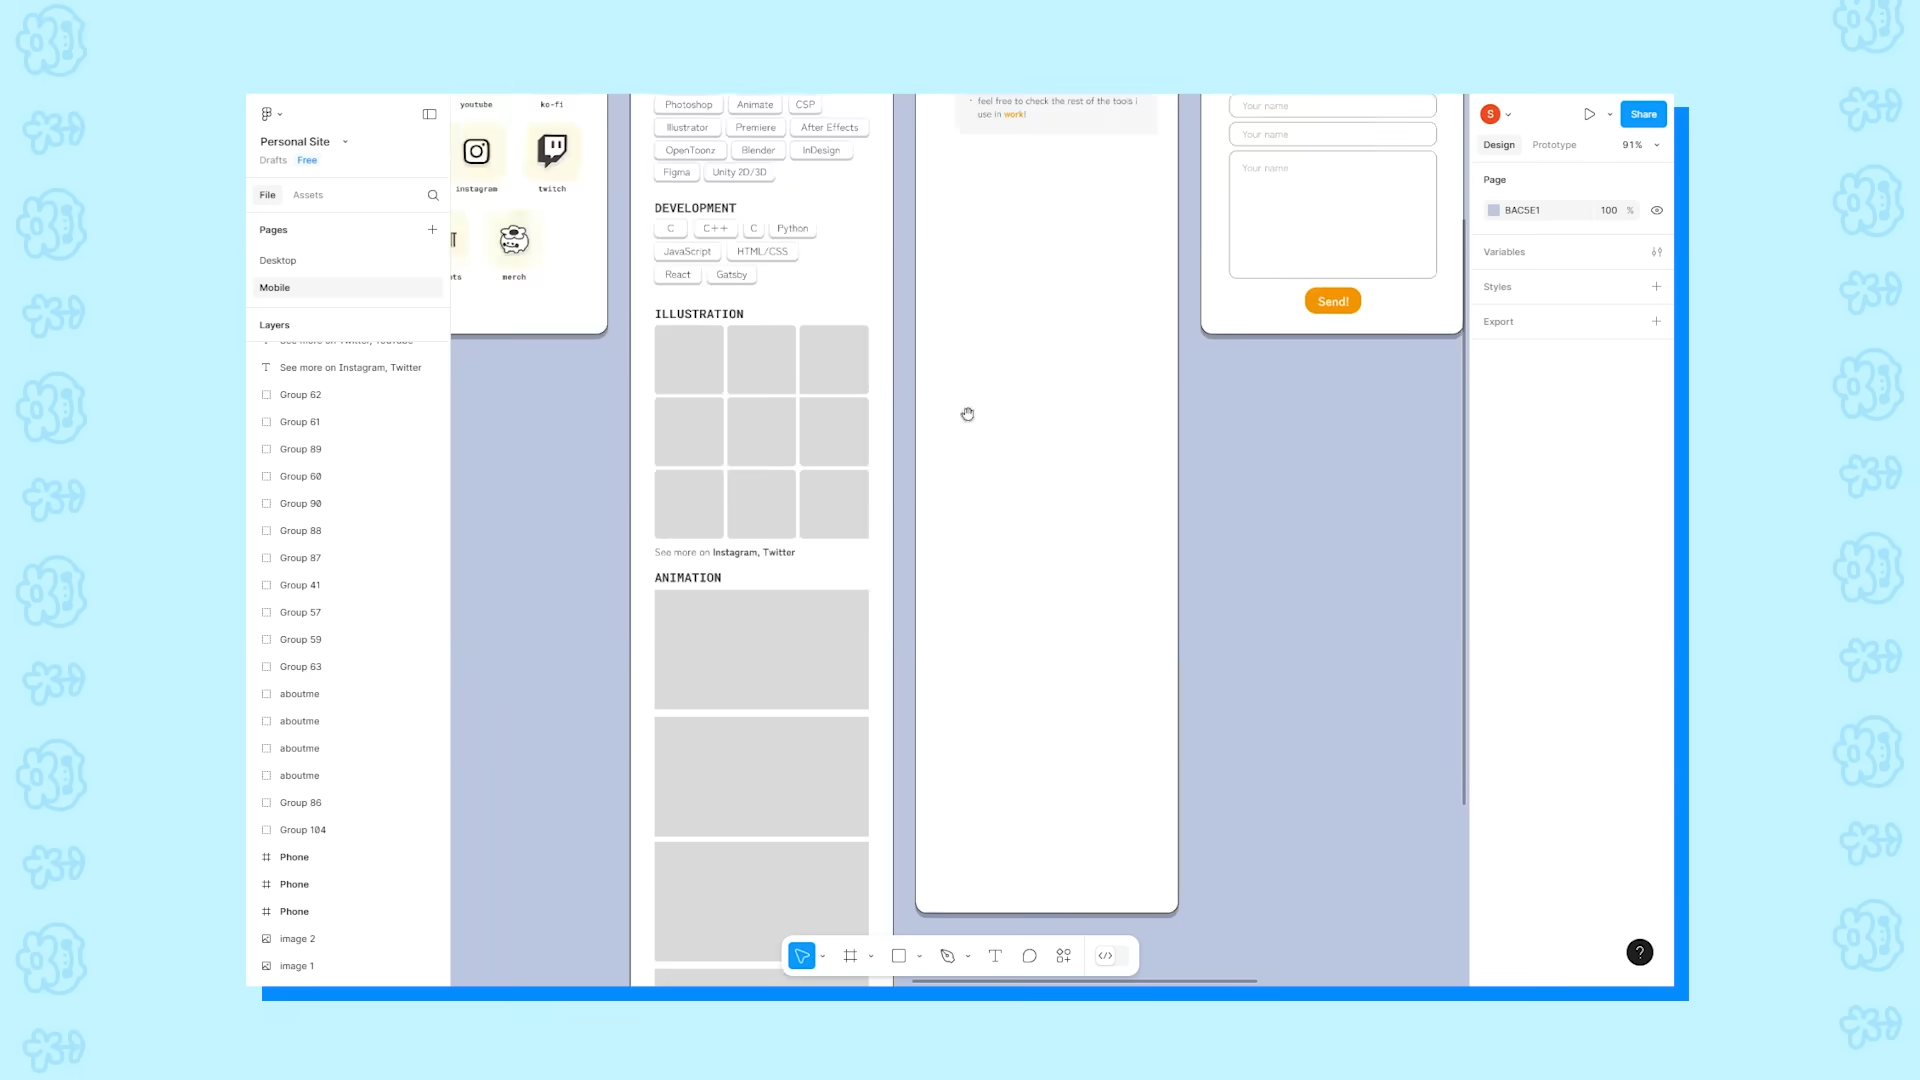 Personal Site
Drafts Free
File Assets
Pages
Desktop
Mobile
Layers
See more on Twitter, YouTube
See more on Instagram, Twitter
Group 62
Group 61
Group 89
Group 60
Group 90
Group 88
Group 87
Group 41
Group 57
Group 59
Group 63
aboutme
aboutme
aboutme
aboutme
Group 86
Group 104
Phone
Phone
Phone
image 2
image 1
youtube ko-fi
instagram twitch
nts merch
Photoshop Animate CSP
Illustrator Premiere After Effects
OpenToonz Blender InDesign
Figma Unity 2D/3D
DEVELOPMENT
C C++ C Python
JavaScript HTML/CSS
React Gatsby
ILLUSTRATION
See more on Instagram, Twitter
ANIMATION
feel free to check the rest of the tools i
use in work!
Your name
Your name
Your name
Send!
S
Share
Design Prototype 91%
Page
BAC5E1 100 %
Variables
Styles
Export
?